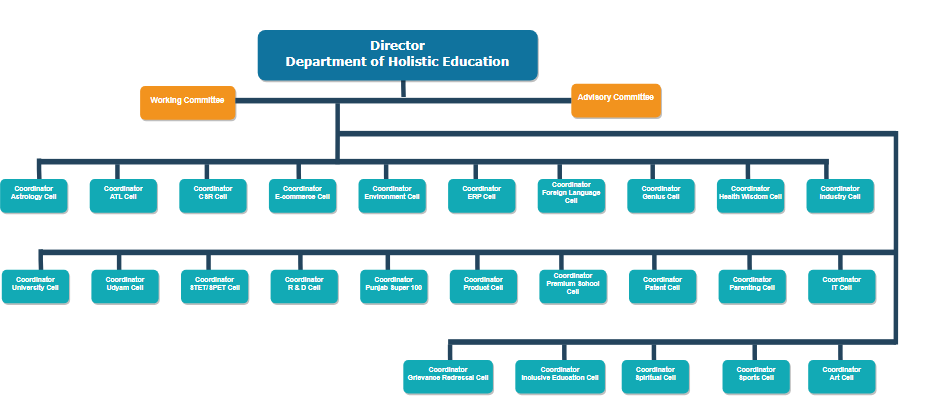 Director
Department of Holistic Education
Working Committee
Advisory Committee
Coordinator
Astrology Cell
Coordinator
ATL Cell
Coordinator
CSR Cell
Coordinator
E-commerce Cell
Coordinator
Environment Cell
Coordinator
ERP Cell
Coordinator
Foreign Language
Cell
Coordinator
Genius Cell
Coordinator
Health Wisdom Cell
Coordinator
Industry Cell
Coordinator
University Cell
Coordinator
Udyam Cell
Coordinator
STET/SPET Cell
Coordinator
R & D Cell
Coordinator
Punjab Super 100
Coordinator
Product Cell
Coordinator
Premium School
Cell
Coordinator
Patent Cell
Coordinator
Parenting Cell
Coordinator
IT Cell
Coordinator
Grievance Redressal Cell
Coordinator
Inclusive Education Cell
Coordinator
Spiritual Cell
Coordinator
Sports Cell
Coordinator
Art Cell